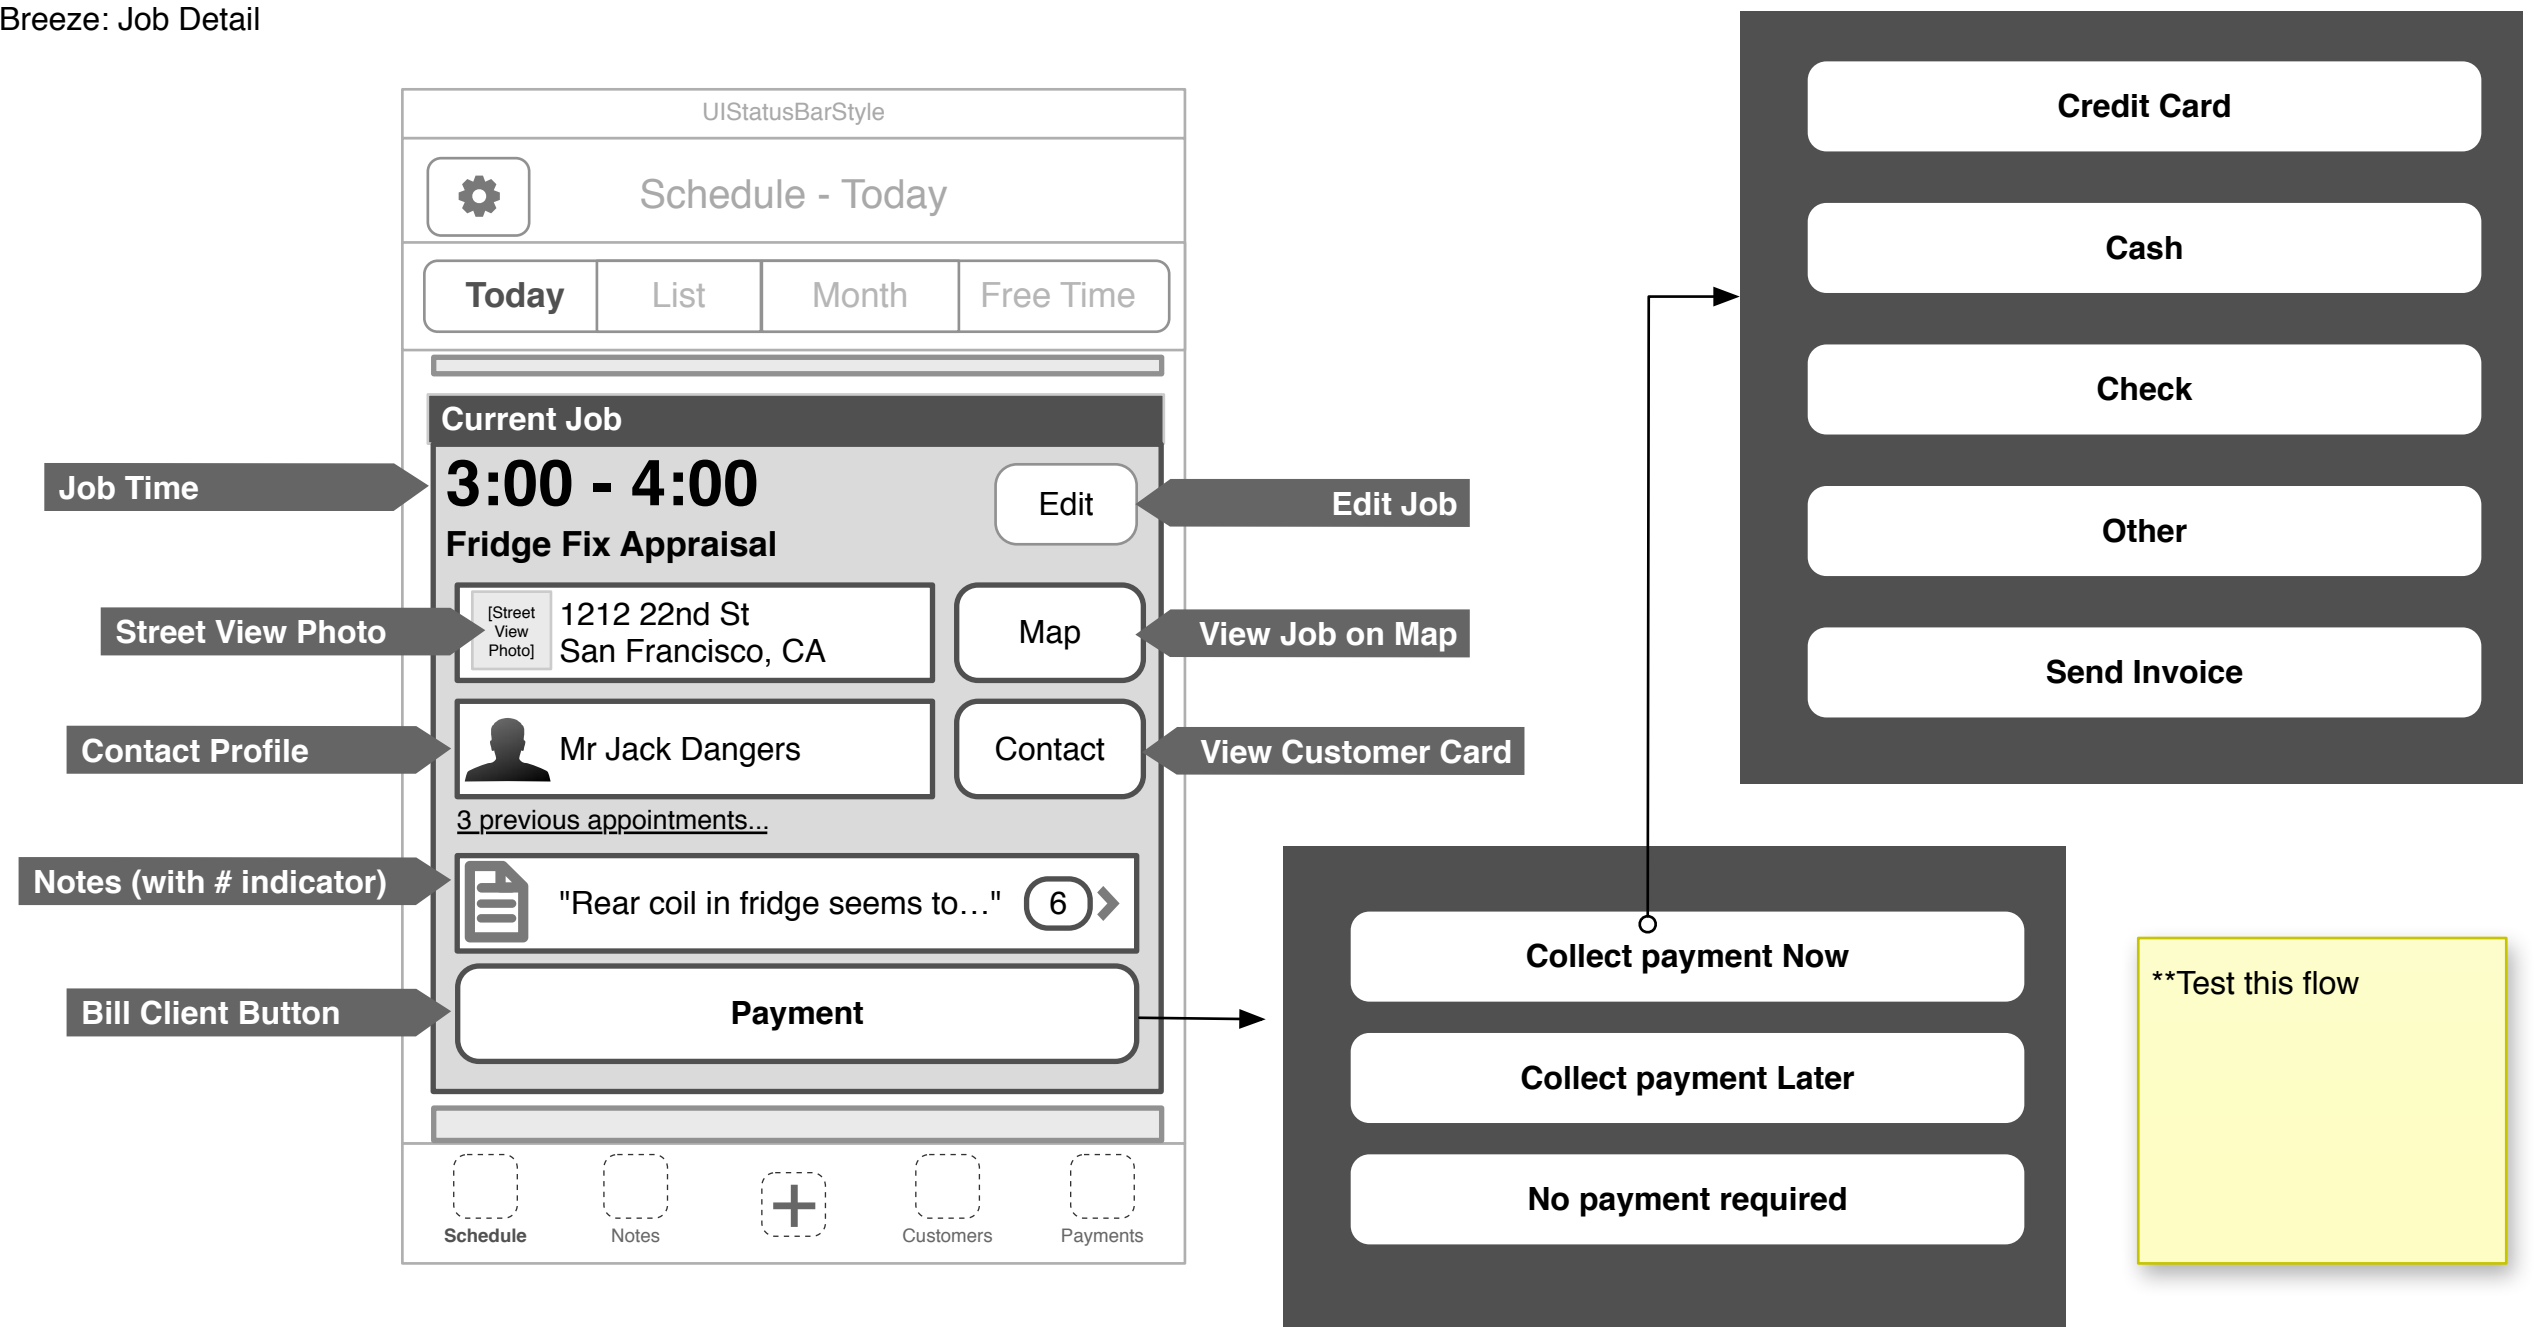 Breeze: Job Detail
UIStatusBarStyle
Schedule - Today
Today
List
Month
Free Time
Current Job
Job Time
3:00 - 4:00
Edit
Edit Job
Fridge Fix Appraisal
Street View Photo
[Street
View
Photo]
1212 22nd St
San Francisco, CA
Map
View Job on Map
Contact Profile
Mr Jack Dangers
Contact
View Customer Card
3 previous appointments...
Notes (with # indicator)
"Rear coil in fridge seems to…"
6
Bill Client Button
Payment
Schedule
Notes
Customers
Payments
Collect payment Now
Collect payment Later
No payment required
Credit Card
Cash
Check
Other
Send Invoice
**Test this flow